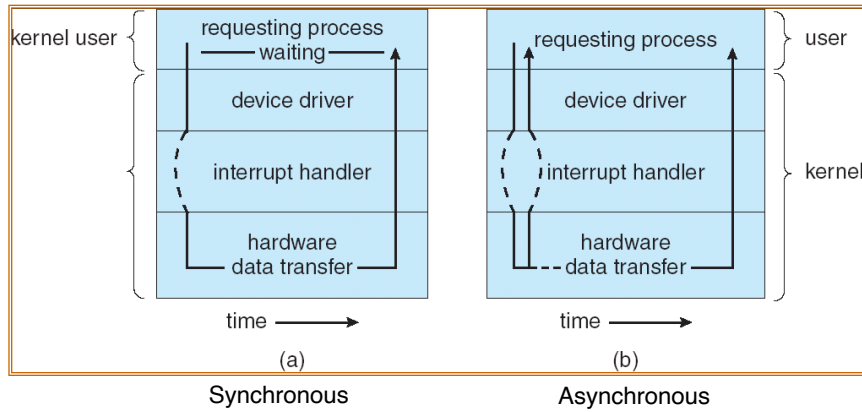 kernel user
requesting process
waiting
device driver
interrupt handler
hardware
data transfer
time
(a)
Synchronous
requesting process
user
device driver
interrupt handler
kernel
hardware
data transfer
time
(b)
Asynchronous